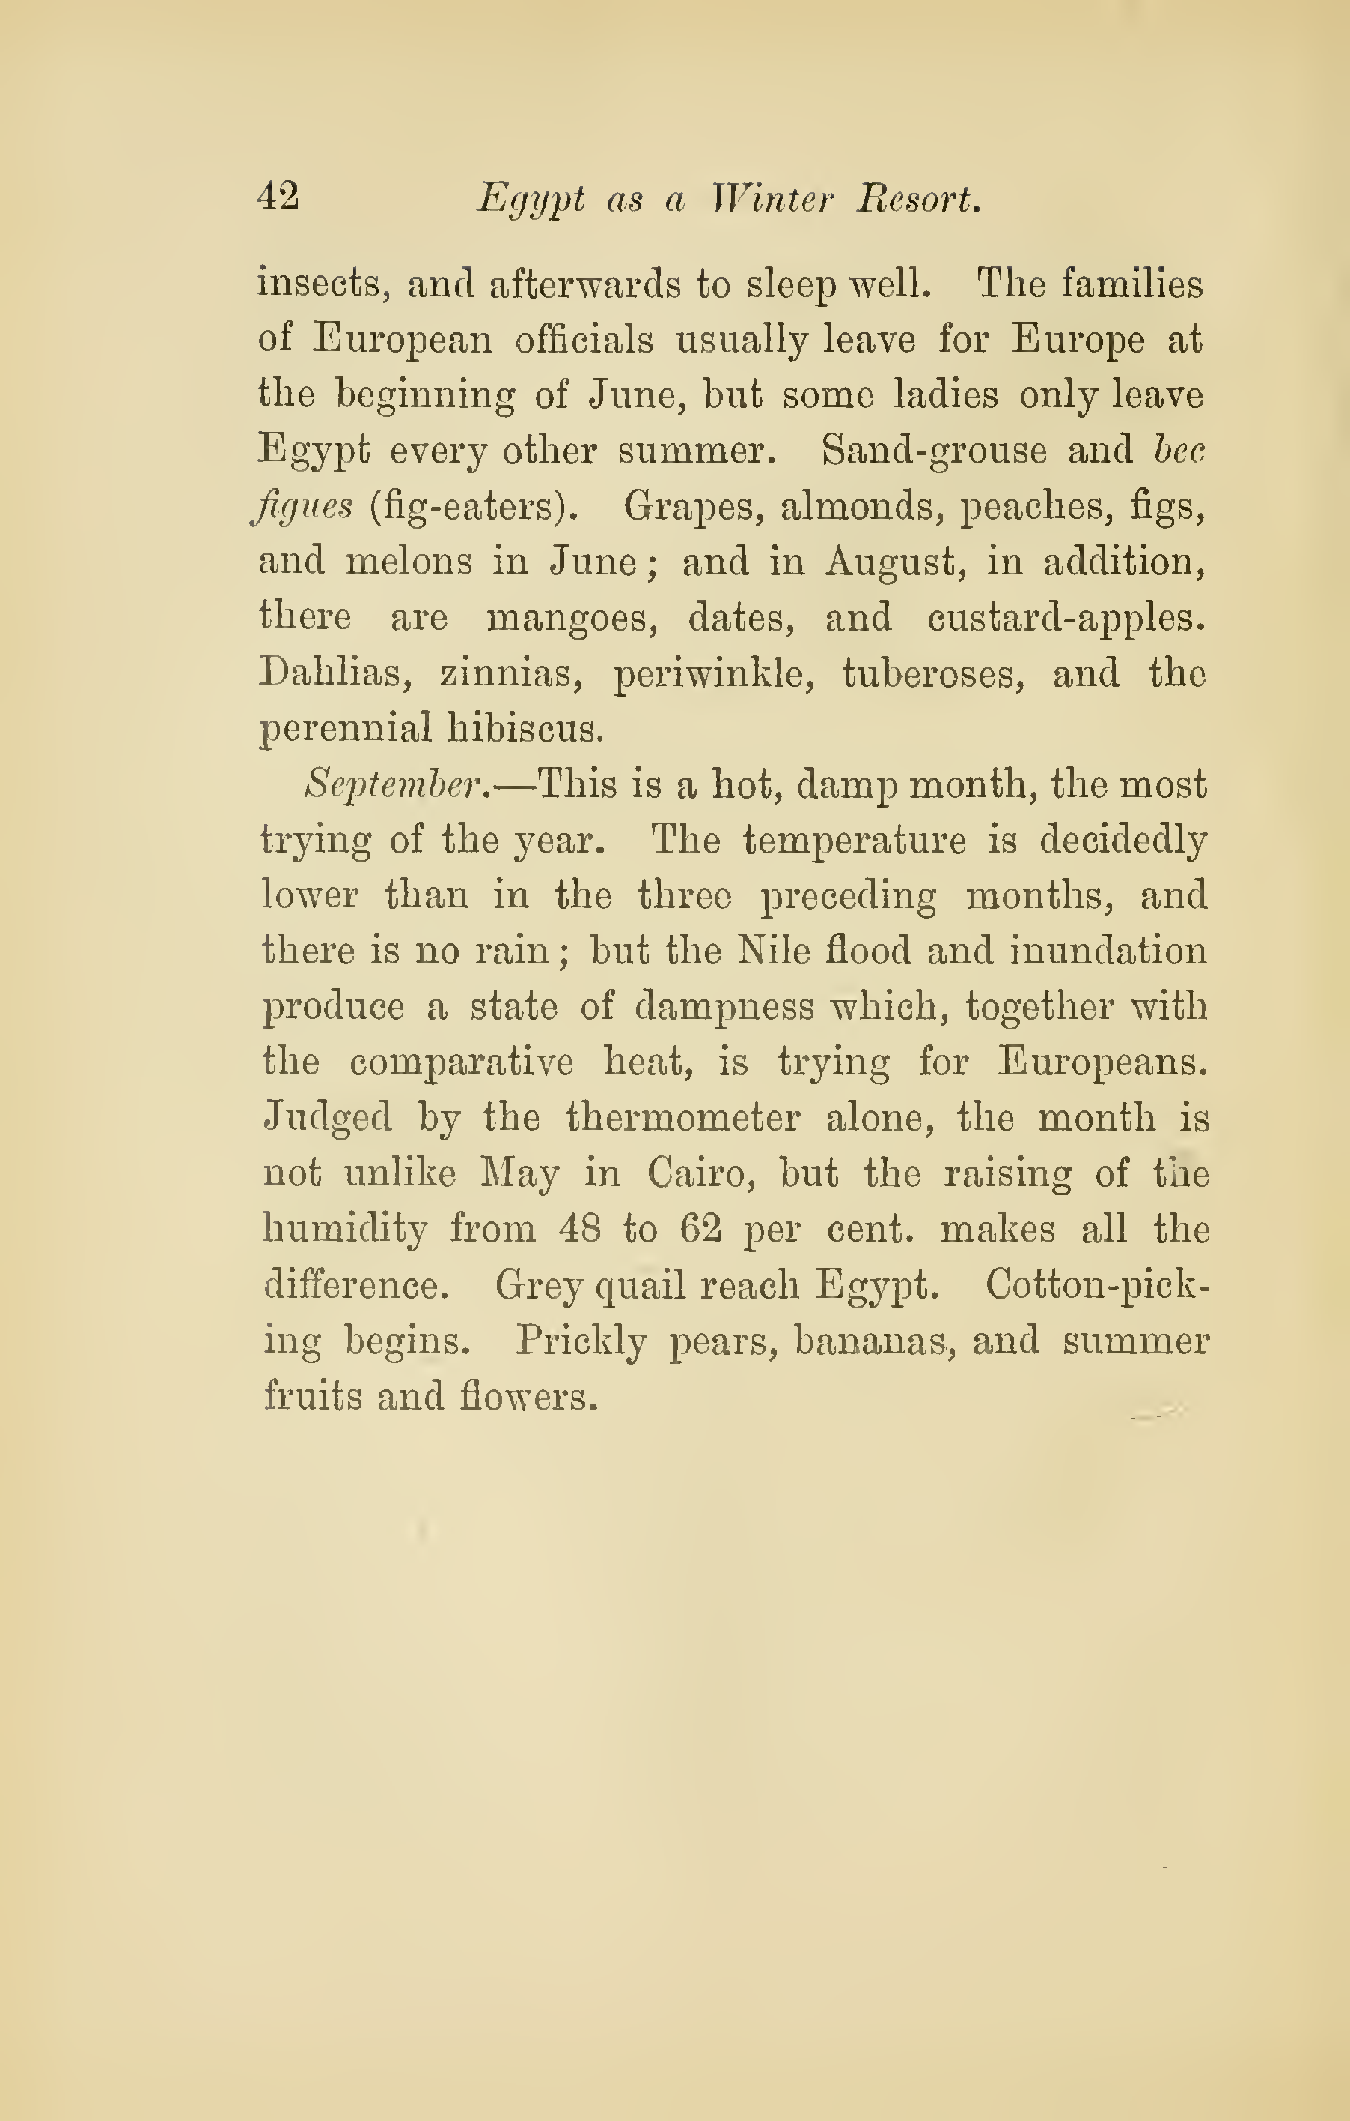 42 Egypt as a Winter Resort.
insects, and afterwards to sleep well. The families
of European officials usually leave for Europe at
the beginning of June, but some ladies only leave
Egypt every other summer. Sand-grouse and bec
figues (fig-eaters). Grapes, almonds, peaches, figs,
and melons in June; and in August, in addition,
there are mangoes, dates, and custard-apples.
Dahlias, zinnias, periwinkle, tuberoses, and the
perennial hibiscus.
September.—This is a hot, damp month, the most
trying of the year. The temperature is decidedly
lower than in the three preceding months, and
there is no rain; but the Nile flood and inundation
produce a state of dampness which, together with
the comparative heat, is trying for Europeans.
Judged by the thermometer alone, the month is
not unlike May in Cairo, but the raising of the
humidity from 48 to 62 per cent. makes all the
difference. Grey quail reach Egypt. Cotton-pick-
ing begins. Prickly pears, bananas, and summer
fruits and flowers.